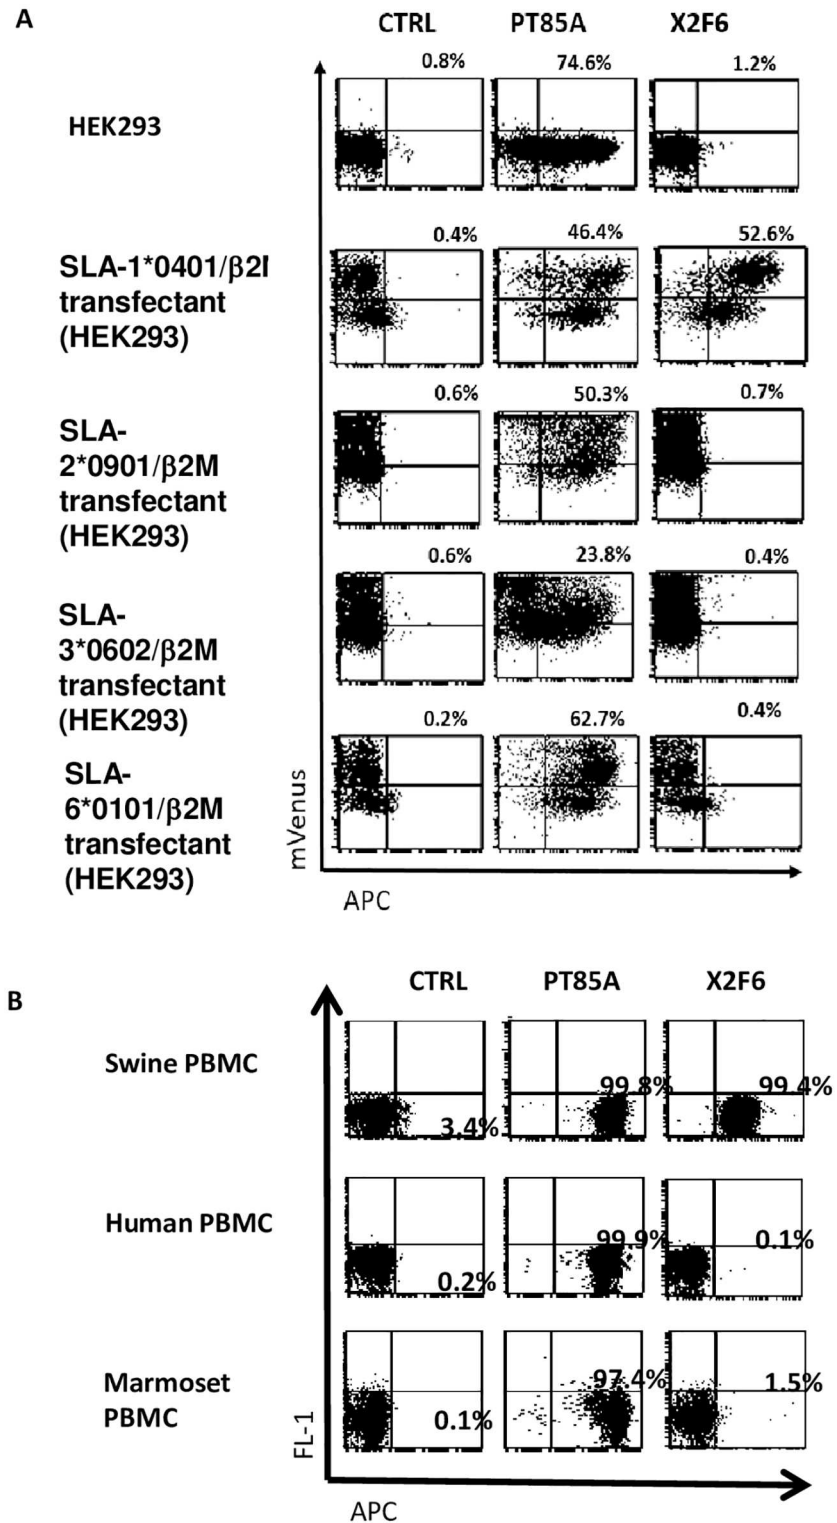 A
CTRL PT85A X2F6
HEK293
0.8% 74.6% 1.2%
SLA-1*0401/β2I
transfectant
(HEK293)
0.4% 46.4% 52.6%
SLA-
2*0901/β2M
transfectant
(HEK293)
0.6% 50.3% 0.7%
SLA-
3*0602/β2M
transfectant
(HEK293)
0.6% 23.8% 0.4%
SLA-
6*0101/β2M
transfectant
(HEK293)
0.2% 62.7% 0.4%
mVenus
APC
B
CTRL PT85A X2F6
Swine PBMC
3.4% 99.8% 99.4%
Human PBMC
0.2% 99.9% 0.1%
Marmoset
PBMC
0.1% 97.4% 1.5%
FL-1
APC